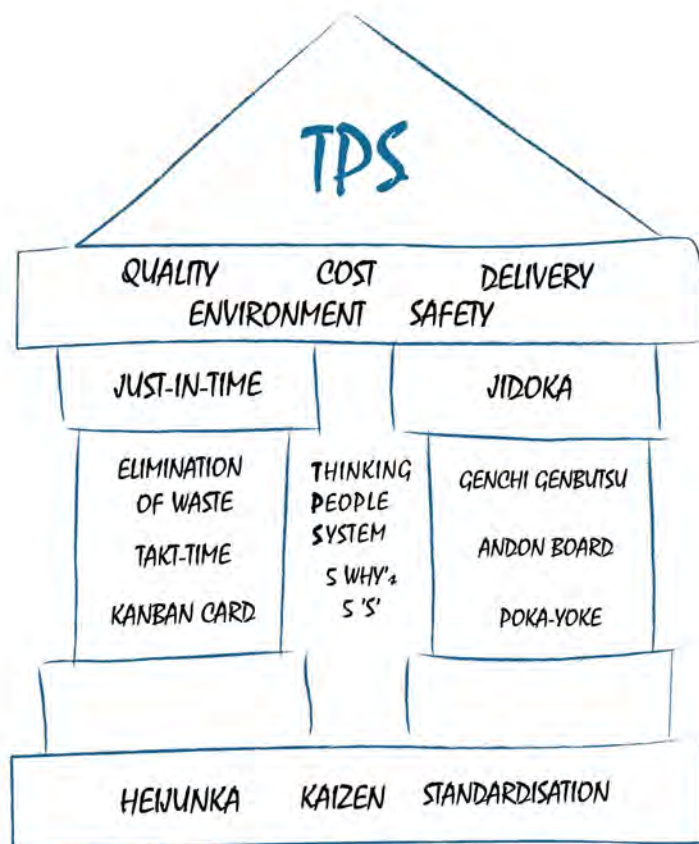 TPS
QUALITY COST DELIVERY
ENVIRONMENT SAFETY
JUST-IN-TIME
JIDOKA
ELIMINATION
OF WASTE
TAKT-TIME
KANBAN CARD
THINKING
PEOPLE
SYSTEM
5 WHY's
5 'S'
GENCHI GENBUTSU
ANDON BOARD
POKA-YOKE
HEIJUNKA KAIZEN STANDARDISATION